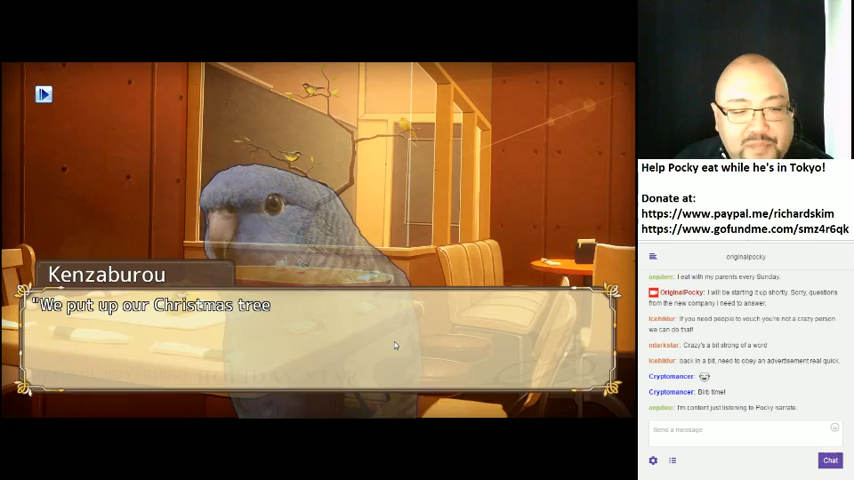 Kenzaburou
"We put up our Christmas tree
Help Pocky eat while he's in Tokyo!
Donate at:
https://www.paypal.me/richardskim
https://www.gofundme.com/smz4r6qk
originalpocky
I eat with my parents every Sunday.
OriginalPocky: I will be starting it up shortly. Sorry, questions
from the new company I need to answer.
If you need people to vouch you're not a crazy person
we can do that!
ndarkstar: Crazy's a bit strong of a word
back in a bit, need to obey an advertisement real quick.
Cryptomancer:
Cryptomancer: Birb time!
I'm content just listening to Pocky narrate.
Send a message
Chat